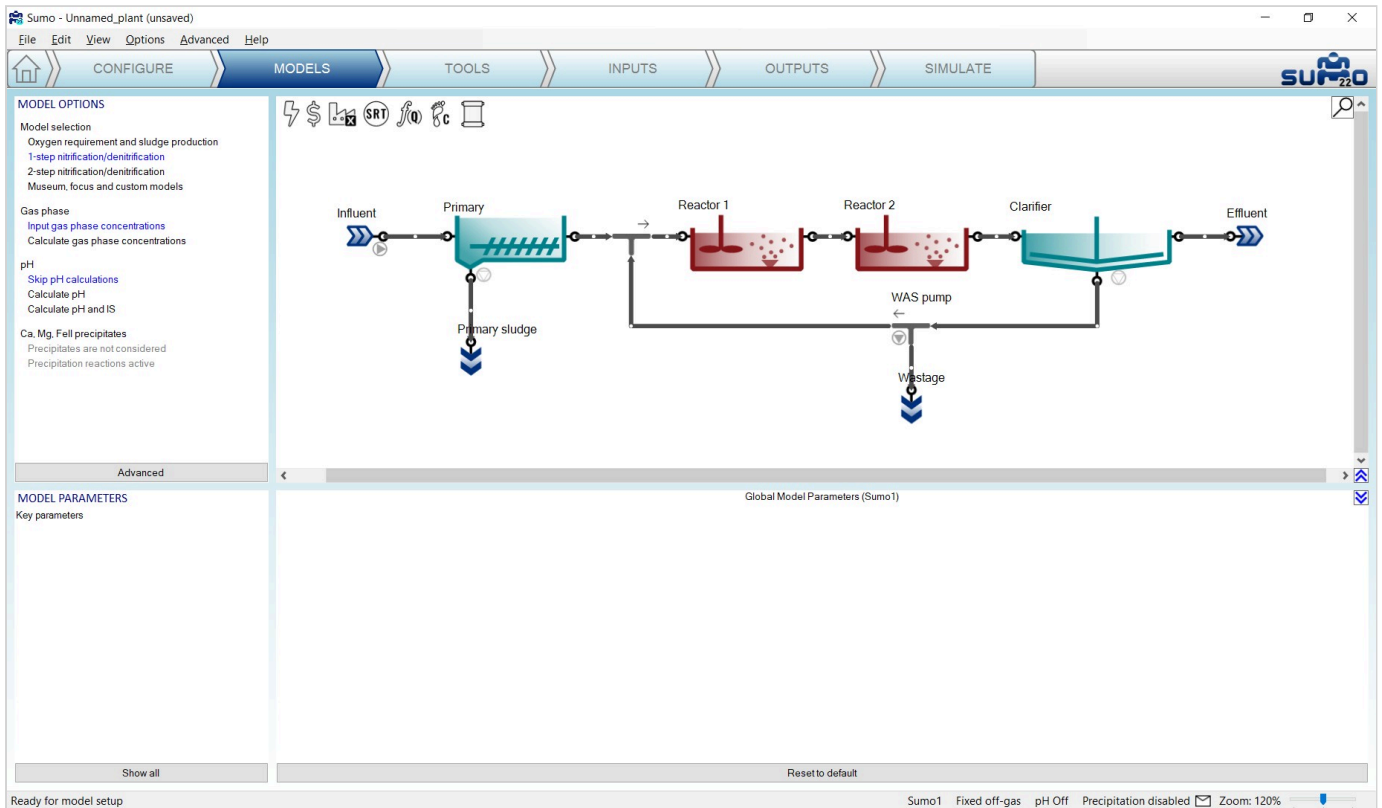 Sumo - Unnamed_plant (unsaved)
File Edit View Options Advanced Help
CONFIGURE MODELS TOOLS INPUTS OUTPUTS SIMULATE
SUMO 22
MODEL OPTIONS
Model selection
Oxygen requirement and sludge production
1-step nitrification/denitrification
2-step nitrification/denitrification
Museum, focus and custom models
Gas phase
Input gas phase concentrations
Calculate gas phase concentrations
pH
Skip pH calculations
Calculate pH
Calculate pH and IS
Ca, Mg, FeII precipitates
Precipitates are not considered
Precipitation reactions active
Advanced
$ x SRT f(Q) C
Influent
Primary
Reactor 1
Reactor 2
Clarifier
Effluent
WAS pump
Primary sludge
Wastage
MODEL PARAMETERS
Key parameters
Show all
Global Model Parameters (Sumo1)
Reset to default
Ready for model setup
Sumo1 Fixed off-gas pH Off Precipitation disabled Zoom: 120%